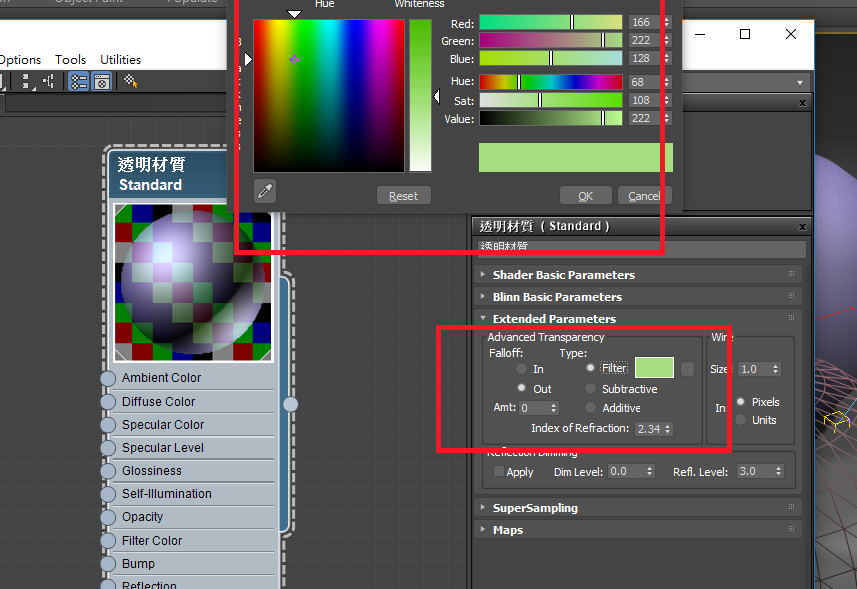 Object Paint
Populate
Hue
Whiteness
Red: 166
Green: 222
Blue: 128
Hue: 68
Sat: 108
Value: 222
Reset
OK
Cancel
Options Tools Utilities
透明材質
Standard
Ambient Color
Diffuse Color
Specular Color
Specular Level
Glossiness
Self-Illumination
Opacity
Filter Color
Bump
Reflection
透明材質 ( Standard )
透明材質
Shader Basic Parameters
Blinn Basic Parameters
Extended Parameters
Advanced Transparency
Falloff: Type:
In Filter
Out Subtractive
Amt: 0 Additive
Index of Refraction: 2.34
Wire
Size: 1.0
In
Pixels
Units
Reflection Dimming
Apply Dim Level: 0.0 Refl. Level: 3.0
SuperSampling
Maps